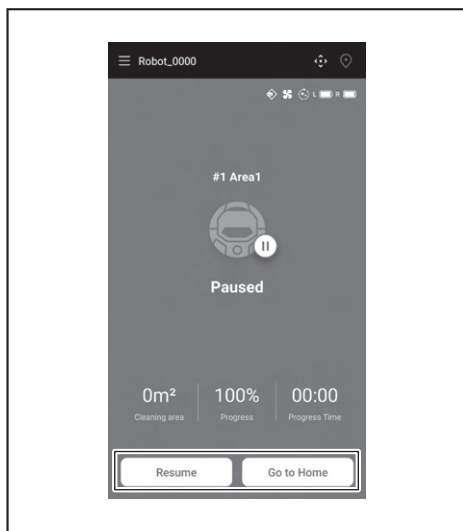 Robot_0000
L R
#1 Area1
Paused
0m² 100% 00:00
Cleaning area Progress Progress Time
Resume Go to Home